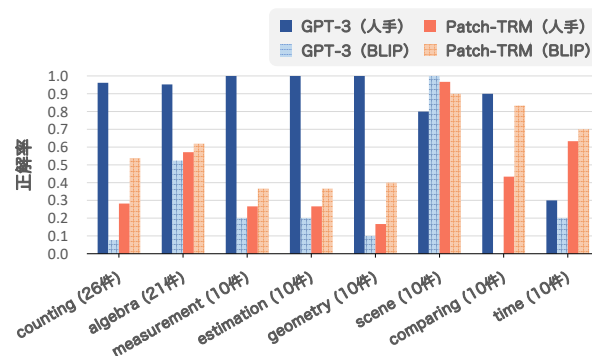 GPT-3（人手） Patch-TRM（人手）
GPT-3（BLIP） Patch-TRM（BLIP）
正解率
1.0
0.9
0.8
0.7
0.6
0.5
0.4
0.3
0.2
0.1
0.0
counting (26件)
algebra (21件)
measurement (10件)
estimation (10件)
geometry (10件)
scene (10件)
comparing (10件)
time (10件)